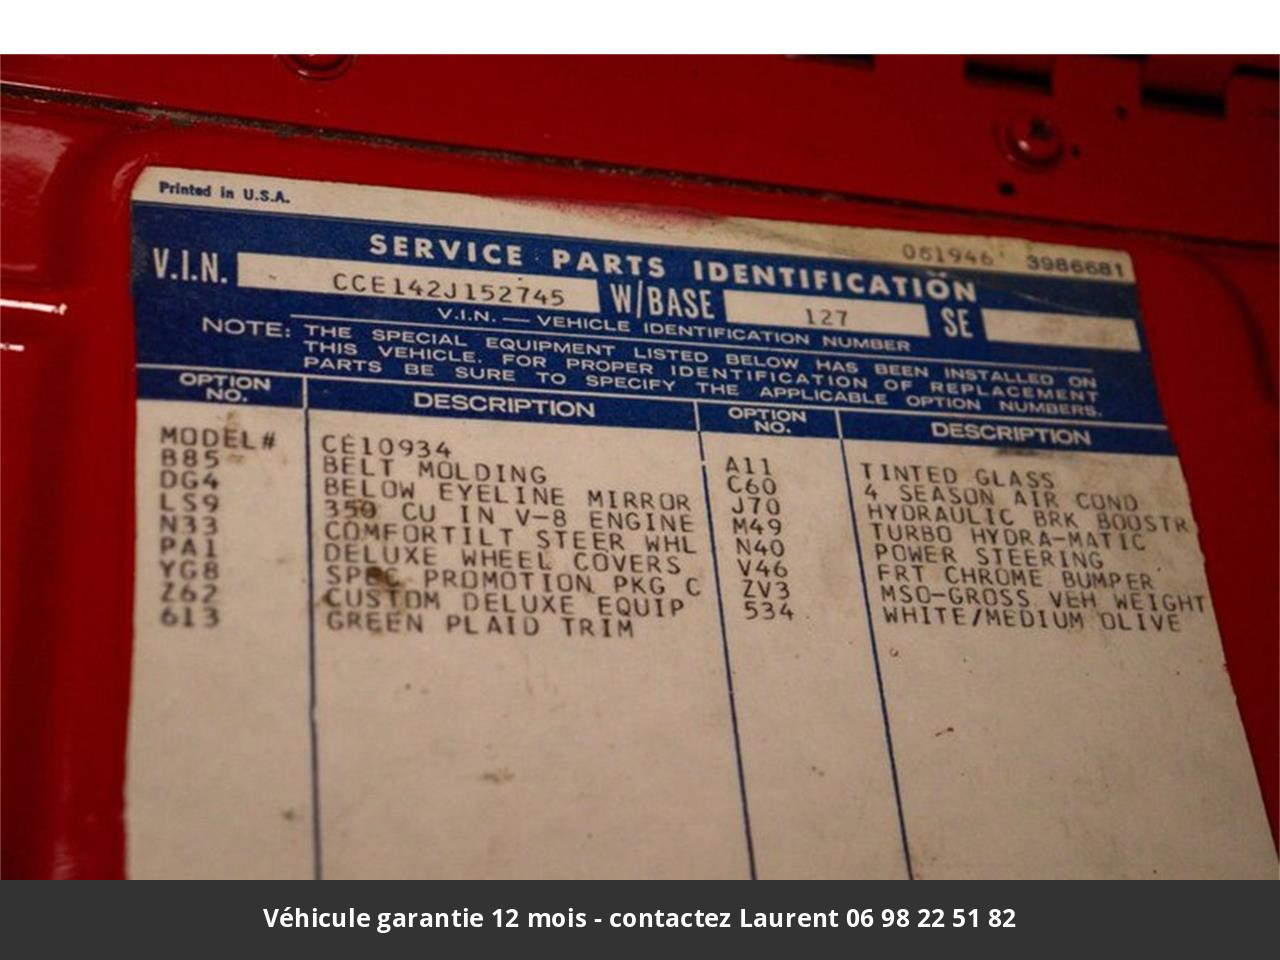 Printed in U.S.A.
061946 3986681
SERVICE PARTS IDENTIFICATION
V.I.N. CCE142J152745 W/BASE 127 SE
V.I.N. — VEHICLE IDENTIFICATION NUMBER
NOTE: THE SPECIAL EQUIPMENT LISTED BELOW HAS BEEN INSTALLED ON
THIS VEHICLE. FOR PROPER IDENTIFICATION OF REPLACEMENT
PARTS BE SURE TO SPECIFY THE APPLICABLE OPTION NUMBERS.
OPTION NO. DESCRIPTION OPTION NO. DESCRIPTION
MODEL# CE10934
B85 BELT MOLDING
DG4 BELOW EYELINE MIRROR
LS9 350 CU IN V-8 ENGINE
N33 COMFORTILT STEER WHL
PA1 DELUXE WHEEL COVERS
YG8 SPEC PROMOTION PKG C
Z62 CUSTOM DELUXE EQUIP
613 GREEN PLAID TRIM
A11 TINTED GLASS
C60 4 SEASON AIR COND
J70 HYDRAULIC BRK BOOSTR
M49 TURBO HYDRA-MATIC
N40 POWER STEERING
V46 FRT CHROME BUMPER
ZV3 MSO-GROSS VEH WEIGHT
534 WHITE/MEDIUM OLIVE
Véhicule garantie 12 mois - contactez Laurent 06 98 22 51 82